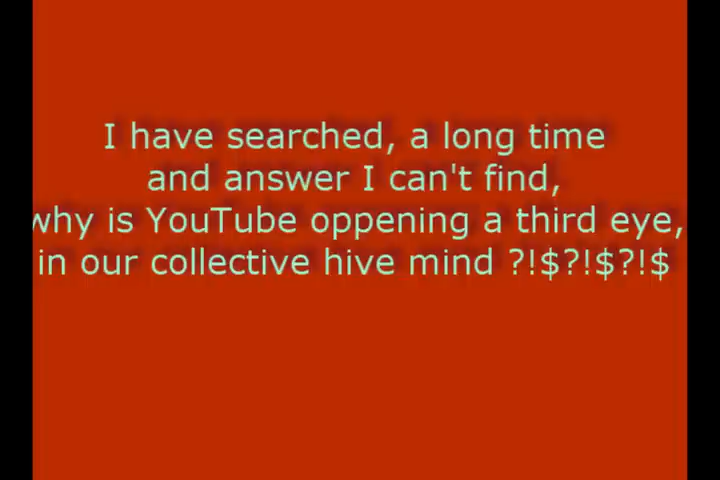 I have searched, a long time
and answer I can't find,
why is YouTube oppening a third eye,
in our collective hive mind ?!$?!$?!$